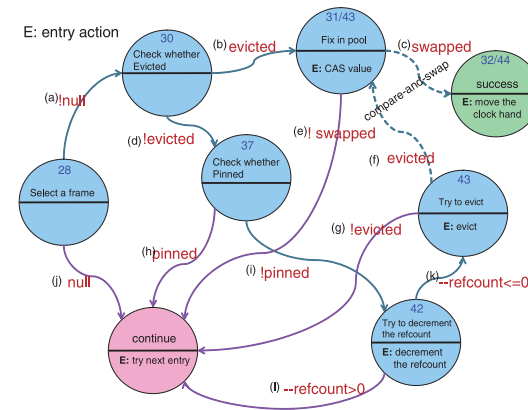 E: entry action
30
Check whether
Evicted
(b) evicted
31/43
Fix in pool
E: CAS value
(c) swapped
32/44
success
E: move the
clock hand
compare-and-swap
(a) !null
(d) !evicted
(e) ! swapped
37
Check whether
Pinned
(f) evicted
28
Select a frame
43
Try to evict
E: evict
(g) !evicted
(h) pinned
(i) !pinned
(j) null
(k) --refcount<=0
42
Try to decrement
the refcount
E: decrement
the refcount
continue
E: try next entry
(l) --refcount>0